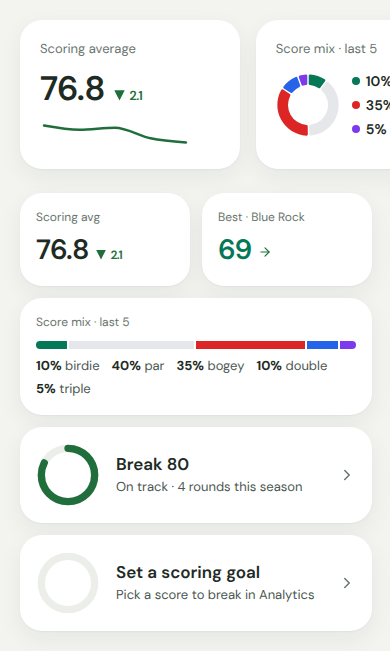 Scoring average
76.8 ▼ 2.1
Score mix · last 5
10%
35%
5%
Scoring avg
76.8 ▼ 2.1
Best · Blue Rock
69 →
Score mix · last 5
10% birdie 40% par 35% bogey 10% double
5% triple
Break 80
On track · 4 rounds this season
Set a scoring goal
Pick a score to break in Analytics